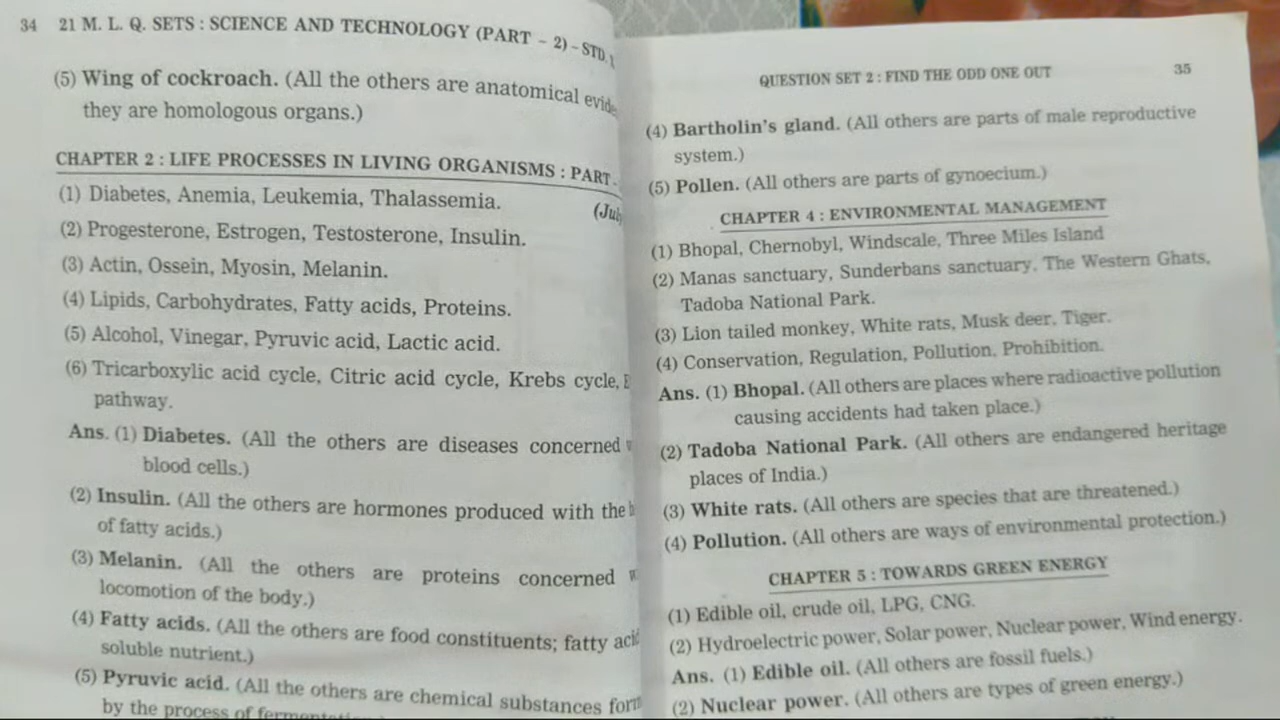 34 21 M. L. Q. SETS : SCIENCE AND TECHNOLOGY (PART – 2) – STD.
(5) Wing of cockroach. (All the others are anatomical
they are homologous organs.)
CHAPTER 2 : LIFE PROCESSES IN LIVING ORGANISMS : PART
(1) Diabetes, Anemia, Leukemia, Thalassemia.
(2) Progesterone, Estrogen, Testosterone, Insulin.
(3) Actin, Ossein, Myosin, Melanin.
(4) Lipids, Carbohydrates, Fatty acids, Proteins.
(5) Alcohol, Vinegar, Pyruvic acid, Lactic acid.
(6) Tricarboxylic acid cycle, Citric acid cycle, Krebs cycle,
pathway.
Ans. (1) Diabetes. (All the others are diseases concerned
blood cells.)
(2) Insulin. (All the others are hormones produced with the
of fatty acids.)
(3) Melanin. (All the others are proteins concerned
locomotion of the body.)
(4) Fatty acids. (All the others are food constituents; fatty
soluble nutrient.)
(5) Pyruvic acid. (All the others are chemical substances
by the process of
QUESTION SET 2 : FIND THE ODD ONE OUT 35
(4) Bartholin's gland. (All others are parts of male reproductive
system.)
(5) Pollen. (All others are parts of gynoecium.)
CHAPTER 4 : ENVIRONMENTAL MANAGEMENT
(1) Bhopal, Chernobyl, Windscale, Three Miles Island
(2) Manas sanctuary, Sunderbans sanctuary, The Western Ghats,
Tadoba National Park.
(3) Lion tailed monkey, White rats, Musk deer, Tiger.
(4) Conservation, Regulation, Pollution, Prohibition.
Ans. (1) Bhopal. (All others are places where radioactive pollution
causing accidents had taken place.)
(2) Tadoba National Park. (All others are endangered heritage
places of India.)
(3) White rats. (All others are species that are threatened.)
(4) Pollution. (All others are ways of environmental protection.)
CHAPTER 5 : TOWARDS GREEN ENERGY
(1) Edible oil, crude oil, LPG, CNG.
(2) Hydroelectric power, Solar power, Nuclear power, Wind energy.
Ans. (1) Edible oil. (All others are fossil fuels.)
(2) Nuclear power. (All others are types of green energy.)